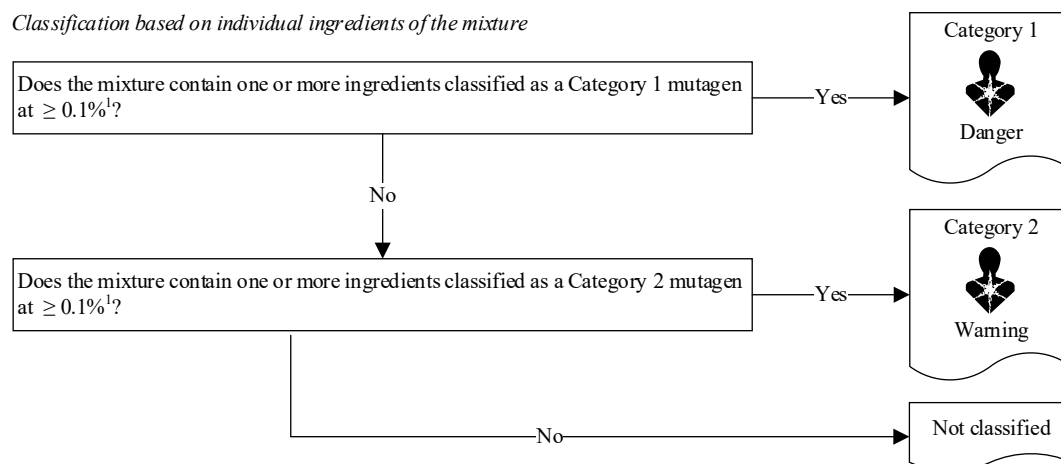 Classification based on individual ingredients of the mixture
Category 1
Does the mixture contain one or more ingredients classified as a Category 1 mutagen
at ≥ 0.1%¹?
Yes
Danger
No
Category 2
Does the mixture contain one or more ingredients classified as a Category 2 mutagen
at ≥ 0.1%¹?
Yes
Warning
No
Not classified